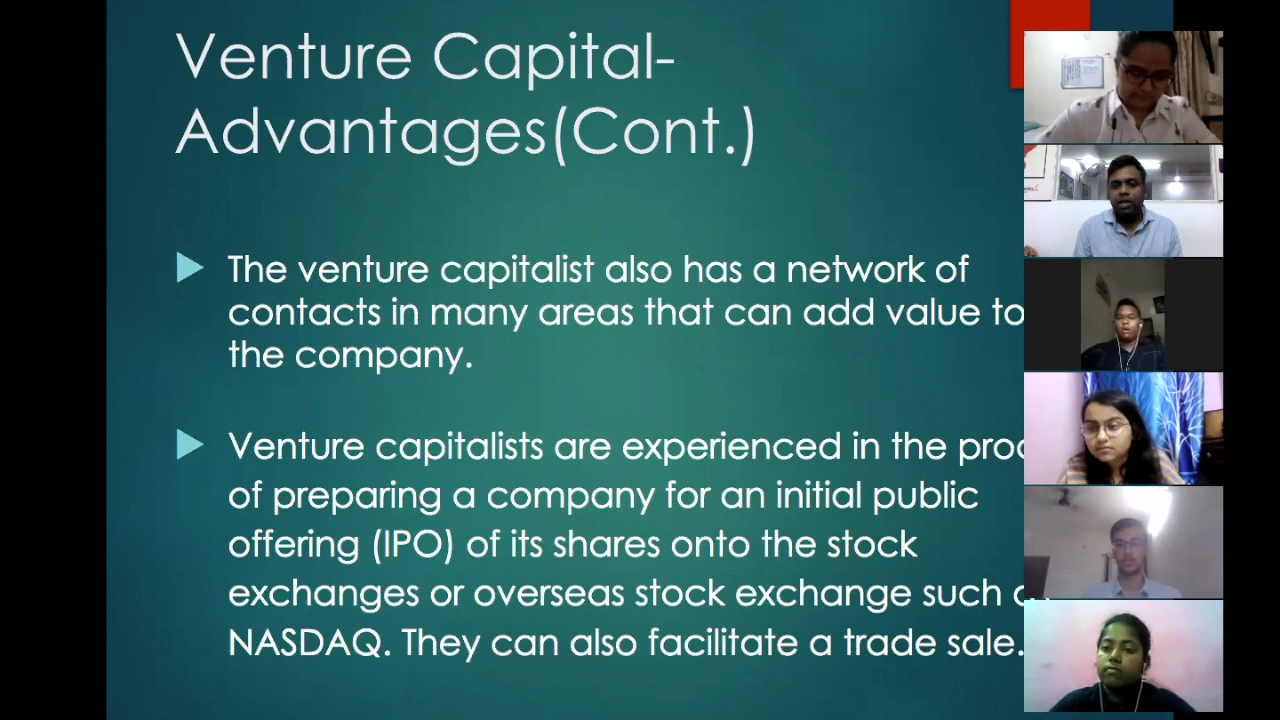 Venture Capital-
Advantages(Cont.)
The venture capitalist also has a network of
contacts in many areas that can add value to
the company.
Venture capitalists are experienced in the
of preparing a company for an initial public
offering (IPO) of its shares onto the stock
exchanges or overseas stock exchange such
NASDAQ. They can also facilitate a trade sale.